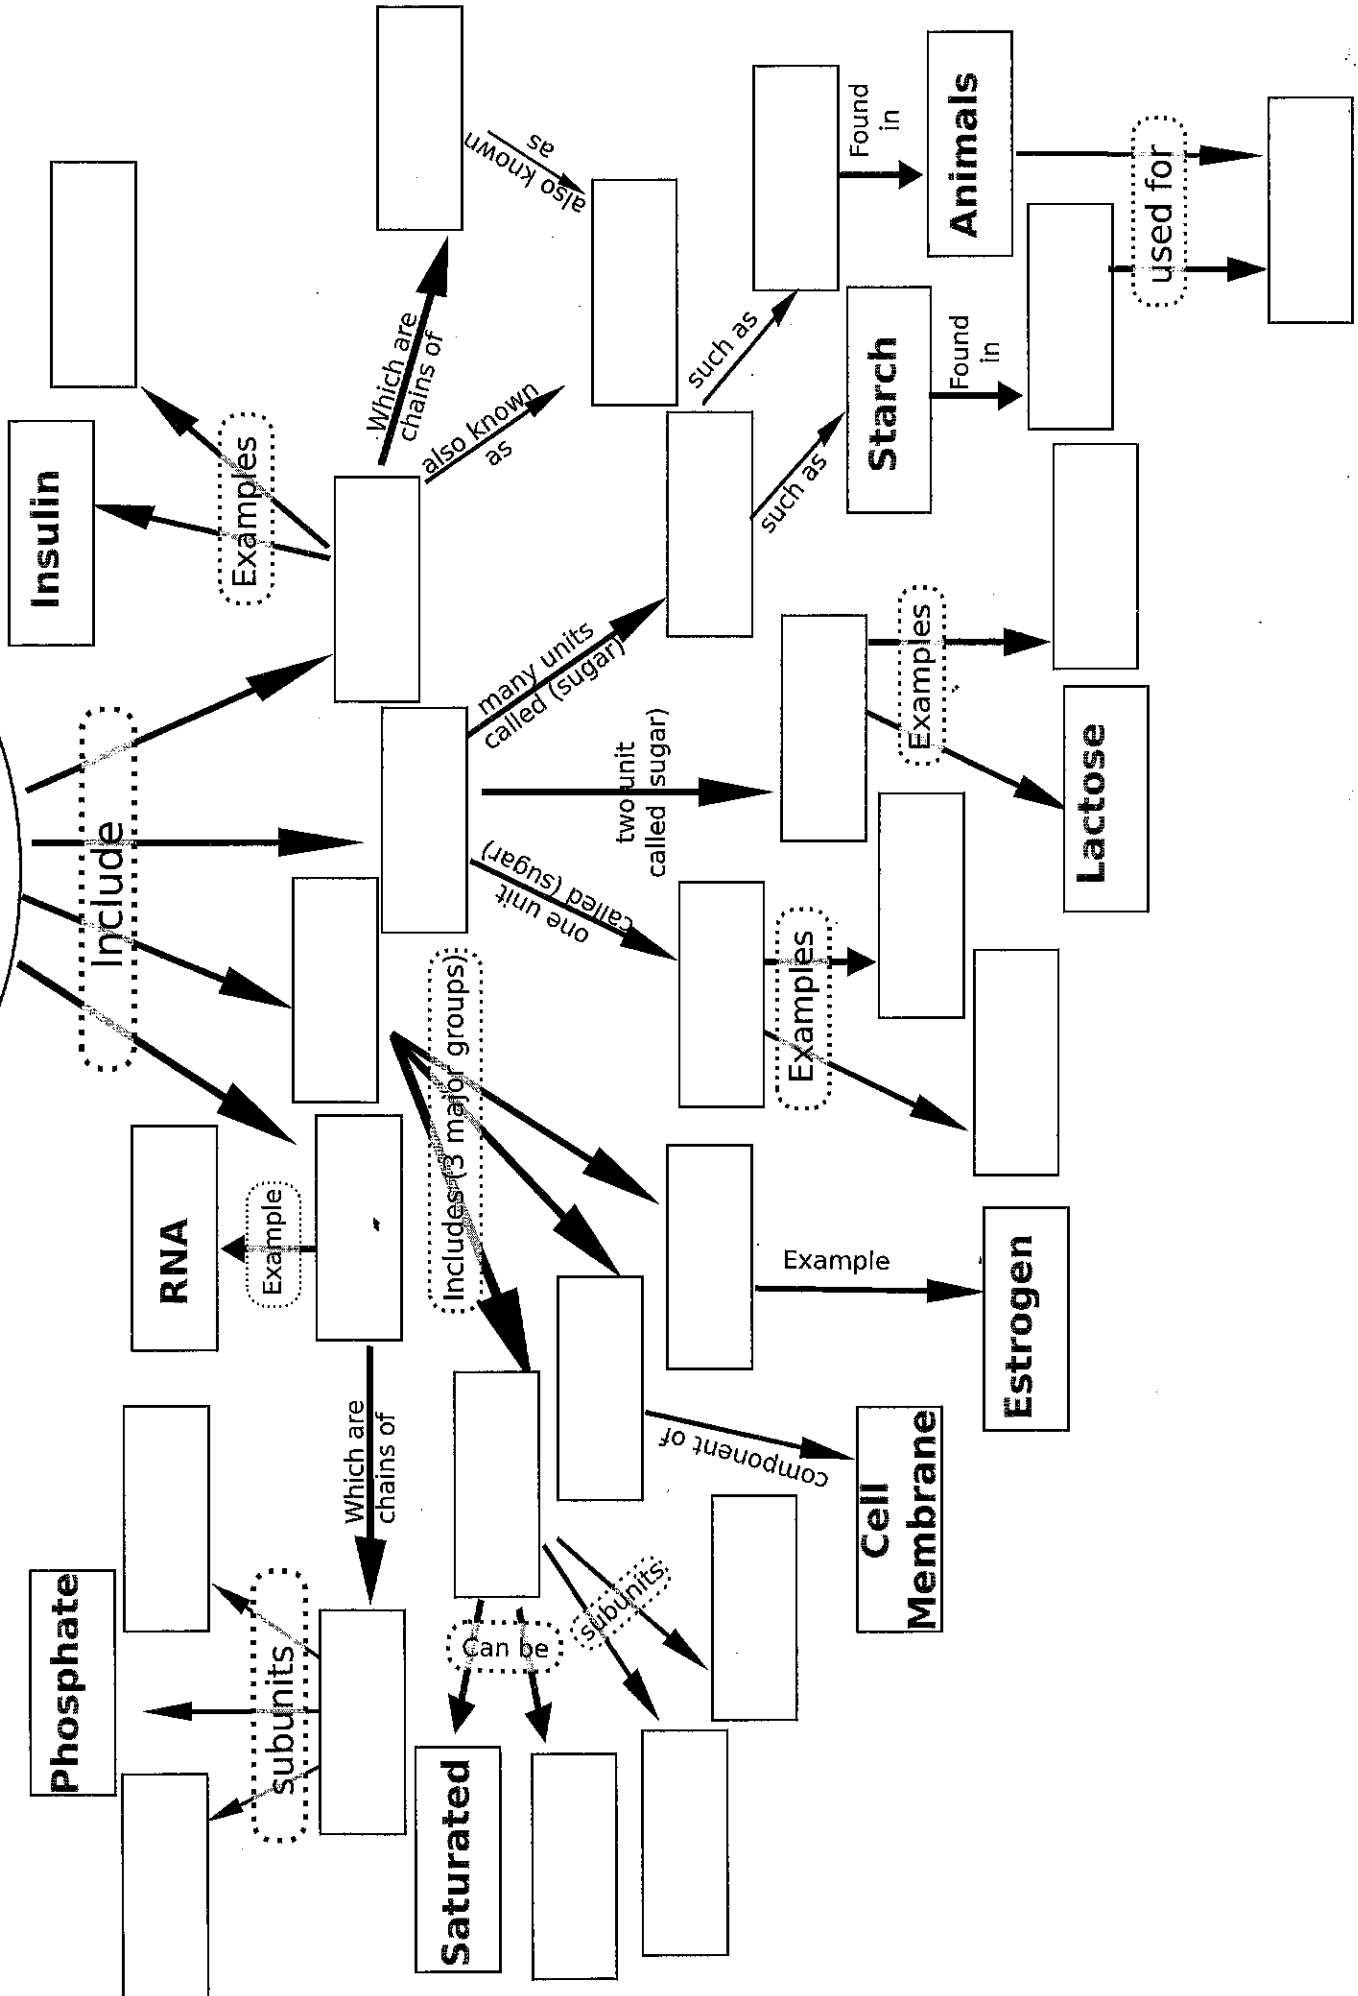 Insulin
Examples
Include
Which are
chains of
also known
as
also known
as
many units
called (sugar)
two unit
called (sugar)
one unit
called (sugar)
such as
such as
Found
in
Animals
Starch
Found
in
used for
Examples
Lactose
Examples
RNA
Example
Includes (3 major groups)
Which are
chains of
Phosphate
subunits
Can be
Saturated
subunits
component of
Cell
Membrane
Example
Estrogen